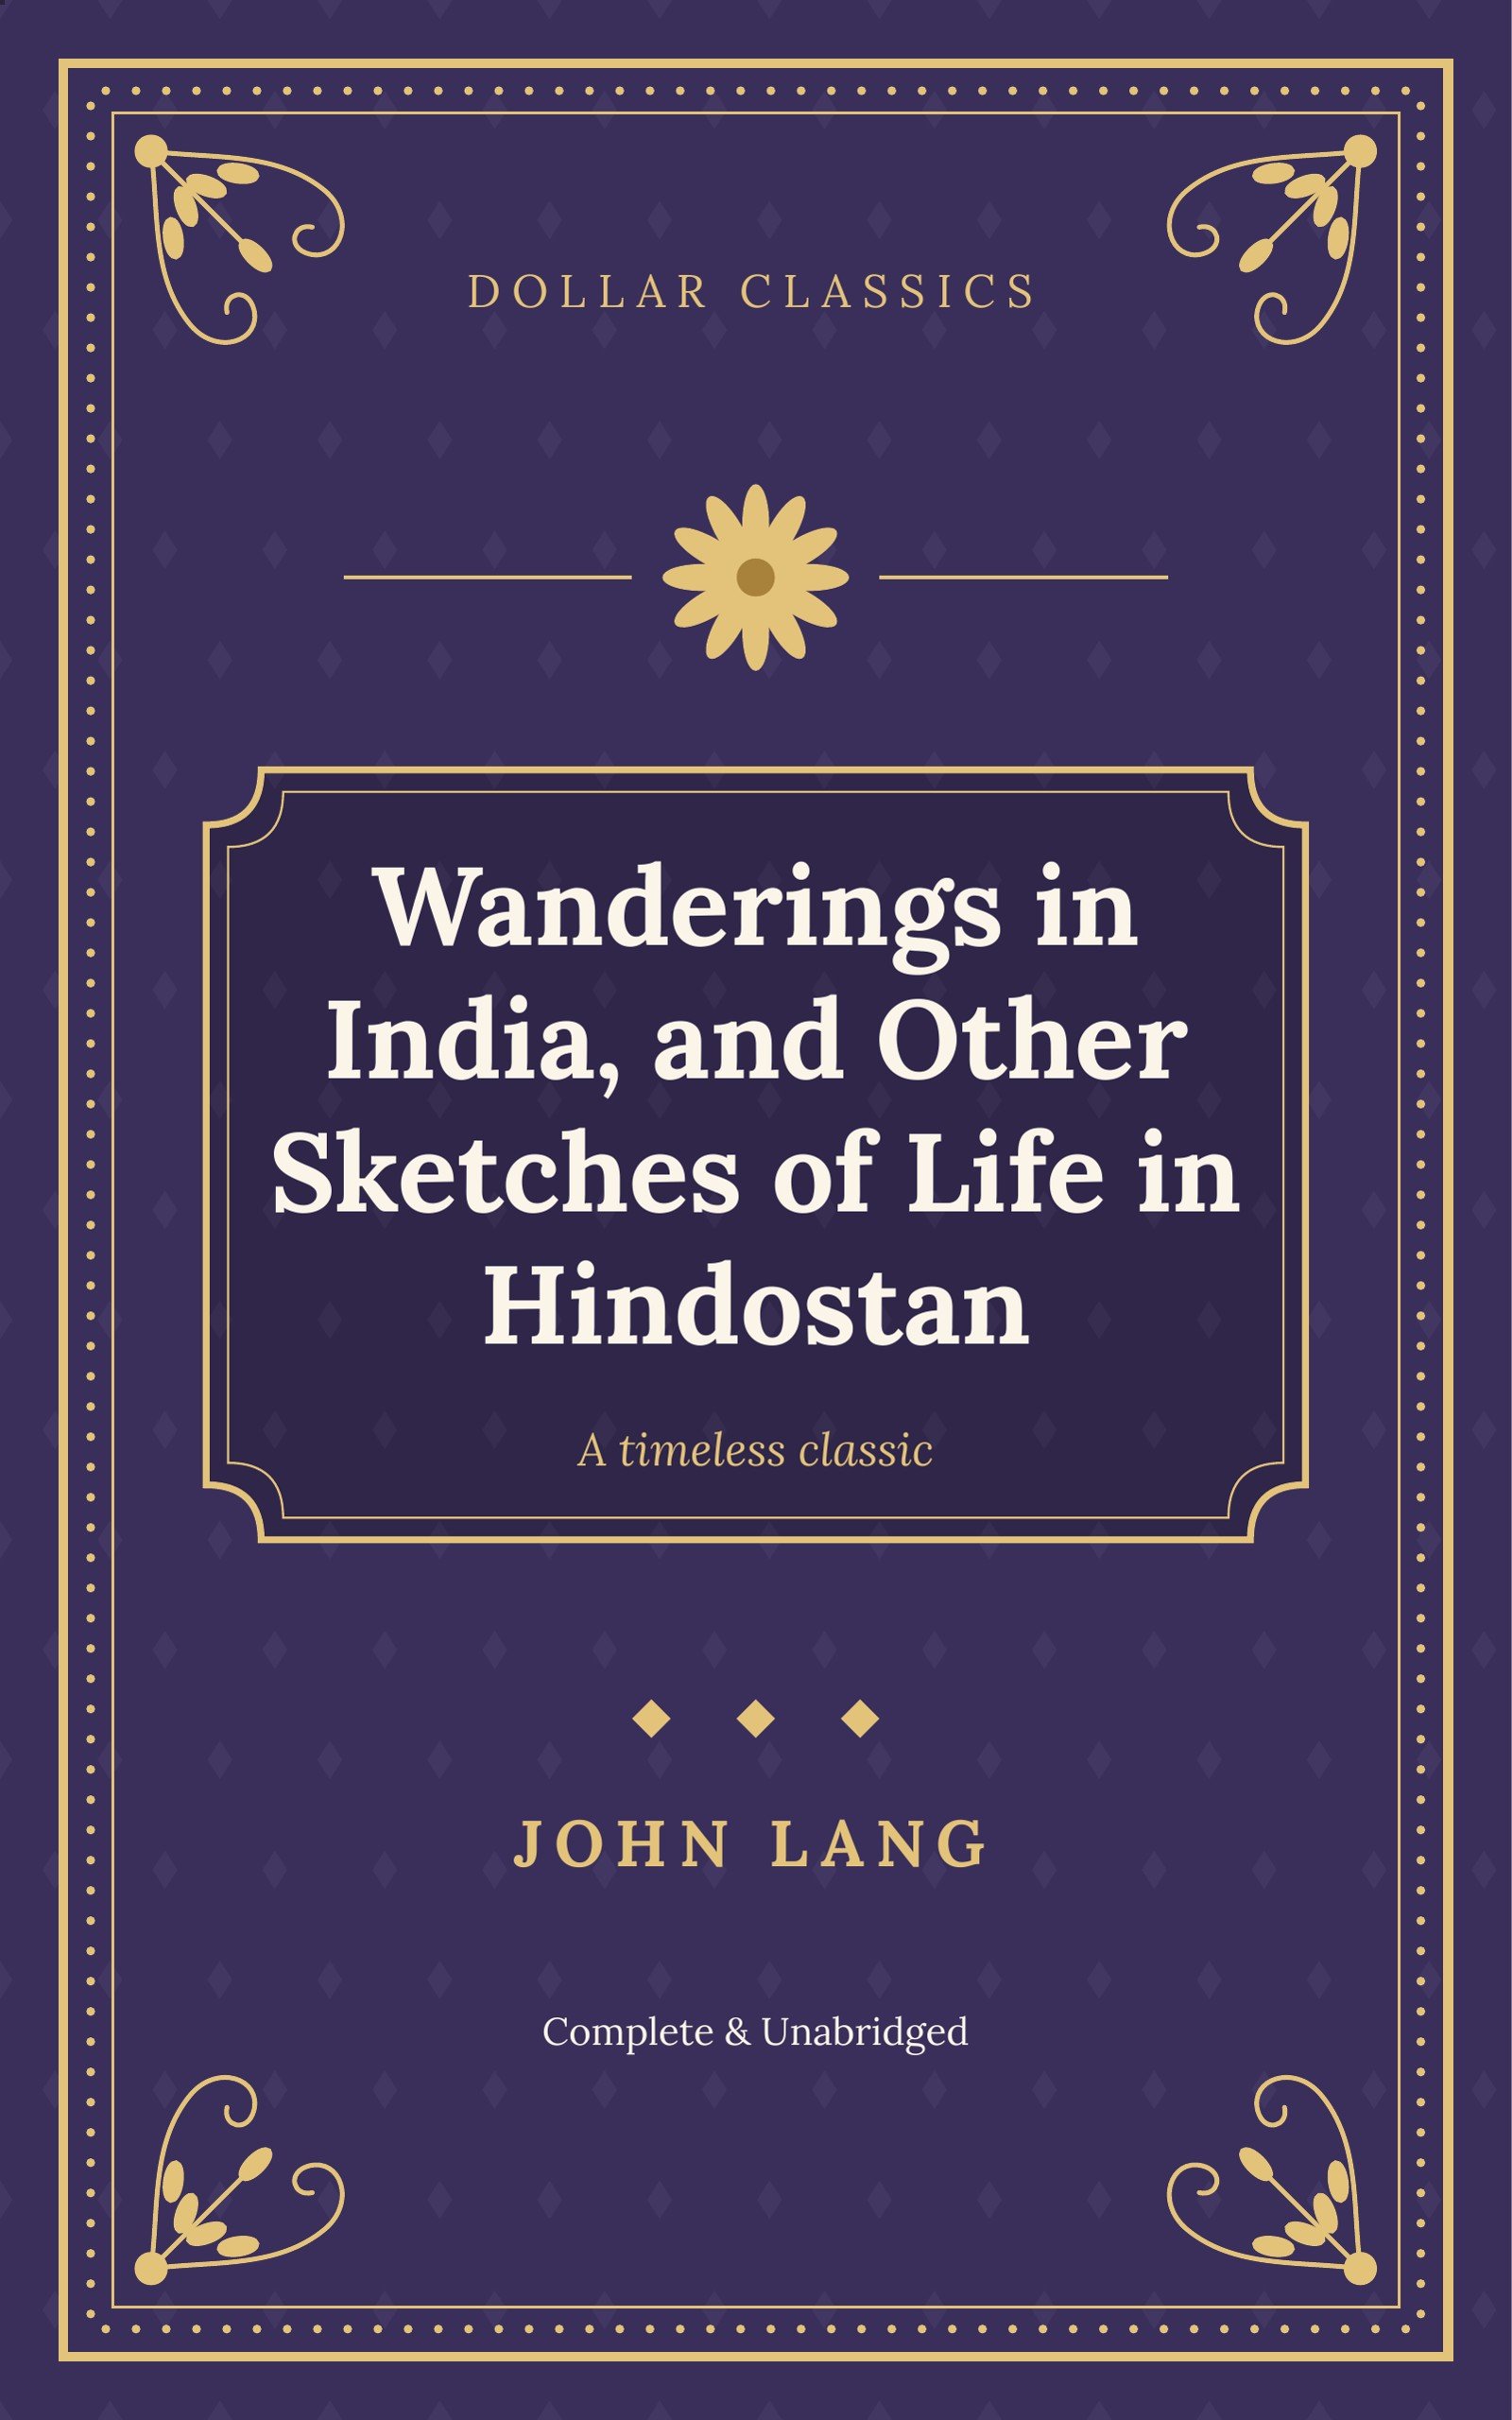 DOLLAR CLASSICS
Wanderings in
India, and Other
Sketches of Life in
Hindostan
A timeless classic
JOHN LANG
Complete & Unabridged